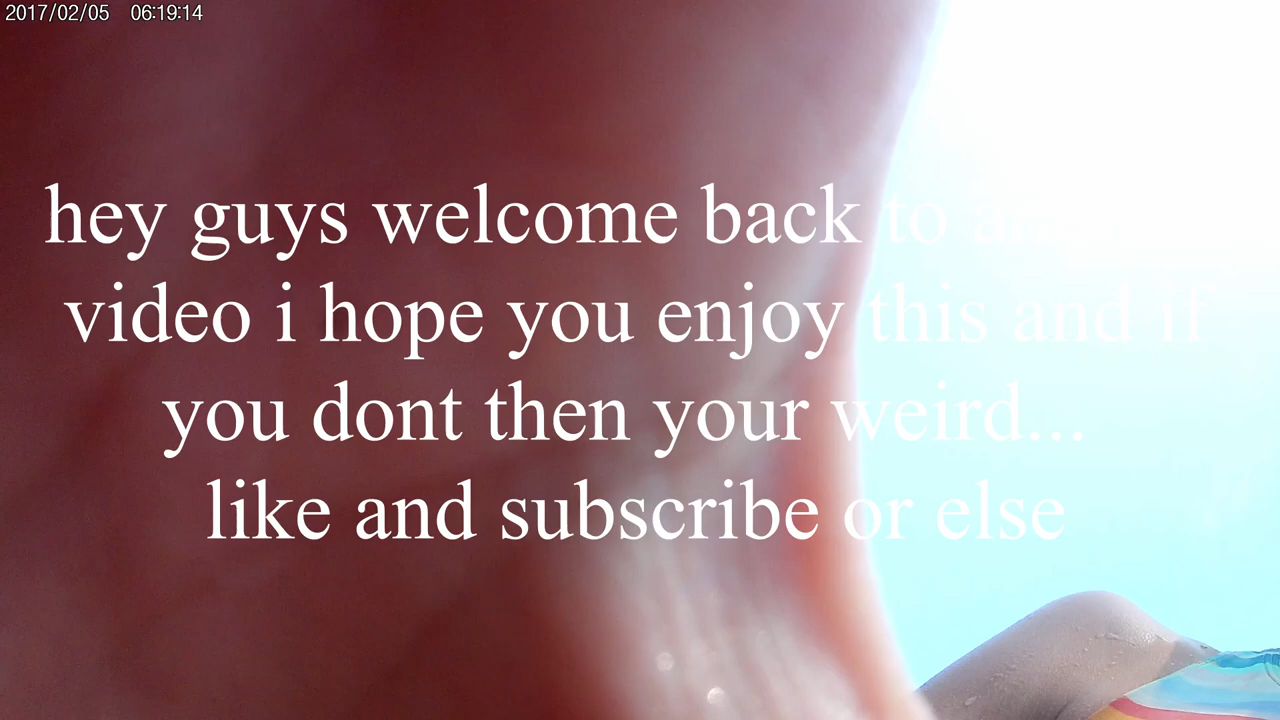 2017/02/05 06:19:14
hey guys welcome back to
video i hope you enjoy this and if
you dont then your weird...
like and subscribe or else